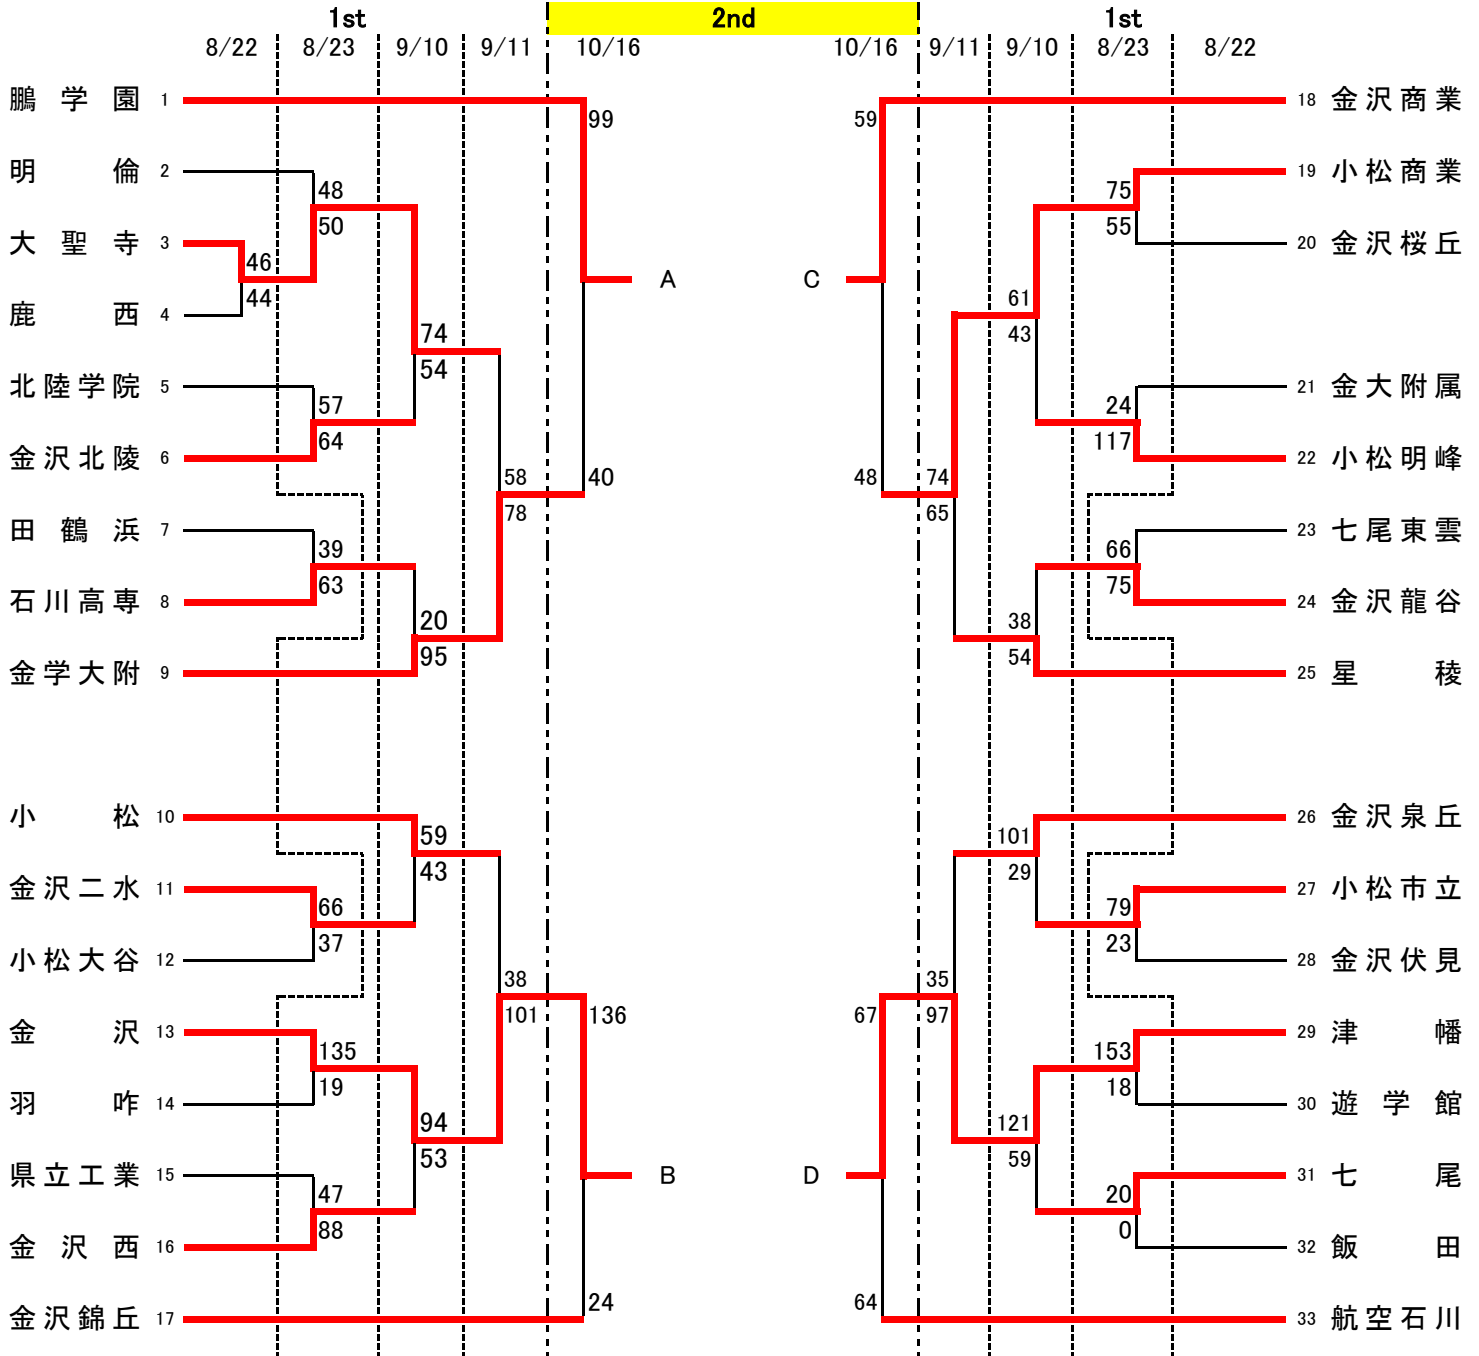 1st 2nd 1st
8/22 8/23 9/10 9/11 10/16 10/16 9/11 9/10 8/23 8/22
鵬学園 1 18 金沢商業
99 59
明倫 2 19 小松商業
48 75
50 55
大聖寺 3 20 金沢桜丘
46
A C
44 61
鹿西 4
74 43
54
北陸学院 5 21 金大附属
57 24
64 117
金沢北陵 6 22 小松明峰
58 40 48 74
78 65
田鶴浜 7 23 七尾東雲
39 66
63 75
石川高専 8 24 金沢龍谷
20 38
95 54
金学大附 9 25 星稜
小松 10 26 金沢泉丘
59 101
43 29
金沢二水 11 27 小松市立
66 79
37 23
小松大谷 12 28 金沢伏見
38 35
101 136 67 97
金沢 13 29 津幡
135 153
19 18
羽咋 14 30 遊学館
94 121
53 59
県立工業 15 B D 31 七尾
47 20
88 0
金沢西 16 32 飯田
24 64
金沢錦丘 17 33 航空石川